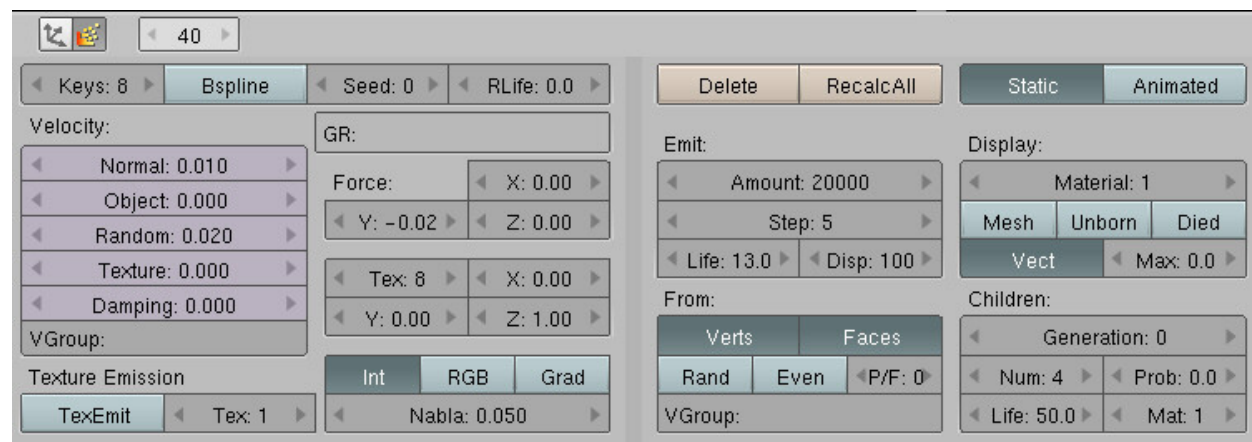 40
Keys: 8 Bspline Seed: 0 RLife: 0.0
Velocity:
Normal: 0.010
Object: 0.000
Random: 0.020
Texture: 0.000
Damping: 0.000
VGroup:
Texture Emission
TexEmit Tex: 1
GR:
Force: X: 0.00
Y: -0.02 Z: 0.00
Tex: 8 X: 0.00
Y: 0.00 Z: 1.00
Int RGB Grad
Nabla: 0.050
Delete RecalcAll
Emit:
Amount: 20000
Step: 5
Life: 13.0 Disp: 100
From:
Verts Faces
Rand Even P/F: 0
VGroup:
Static Animated
Display:
Material: 1
Mesh Unborn Died
Vect Max: 0.0
Children:
Generation: 0
Num: 4 Prob: 0.0
Life: 50.0 Mat: 1